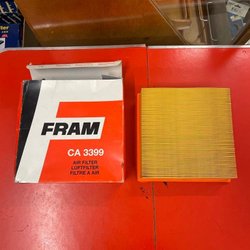 FRAM
CA 3399
AIR FILTER
LUFTFILTER
FILTRE A AIR